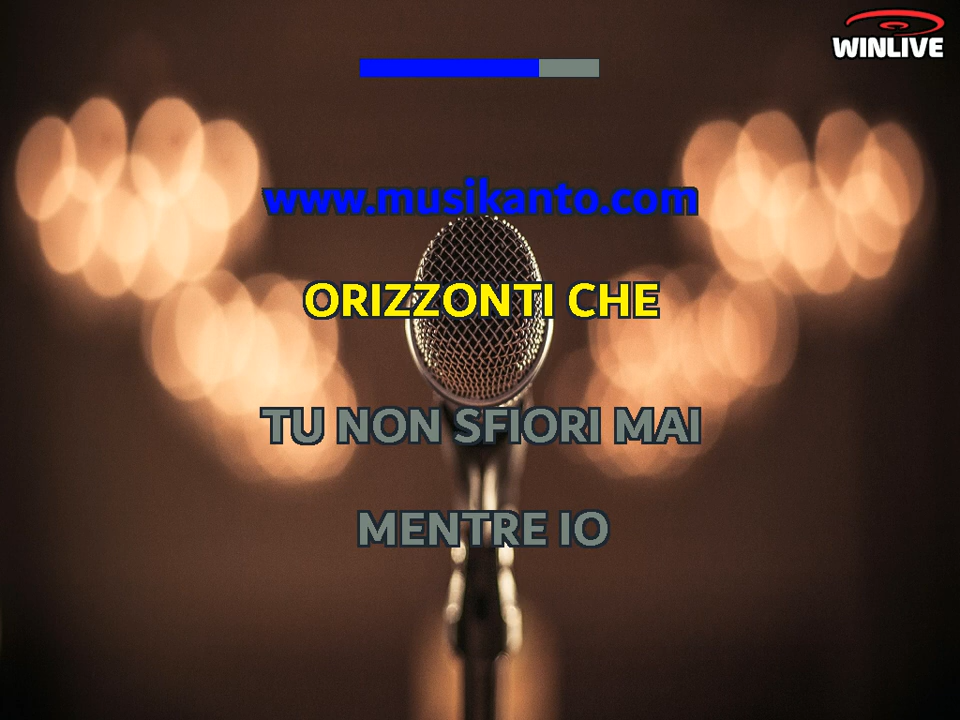 WINLIVE
www.musikanto.com
ORIZZONTI CHE
TU NON SFIORI MAI
MENTRE IO